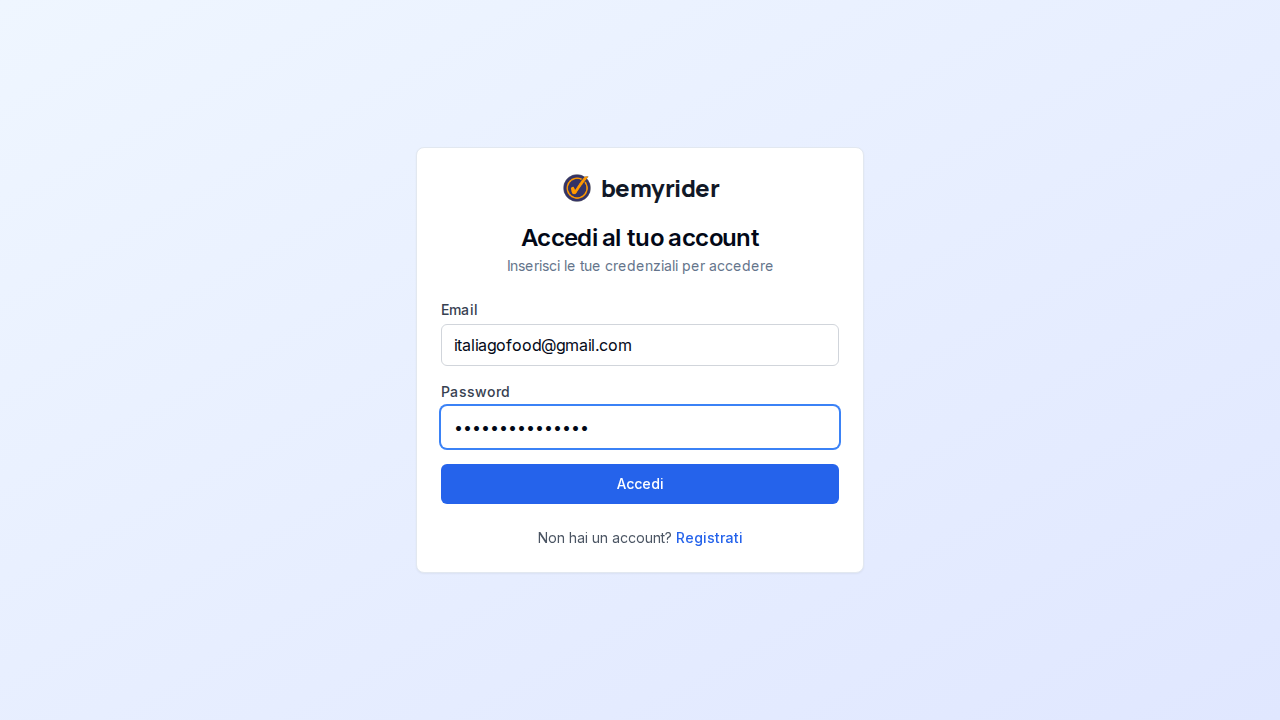 bemyrider
Accedi al tuo account
Inserisci le tue credenziali per accedere
Email
italiagofood@gmail.com
Password
•••••••••••••••
Accedi
Non hai un account? Registrati